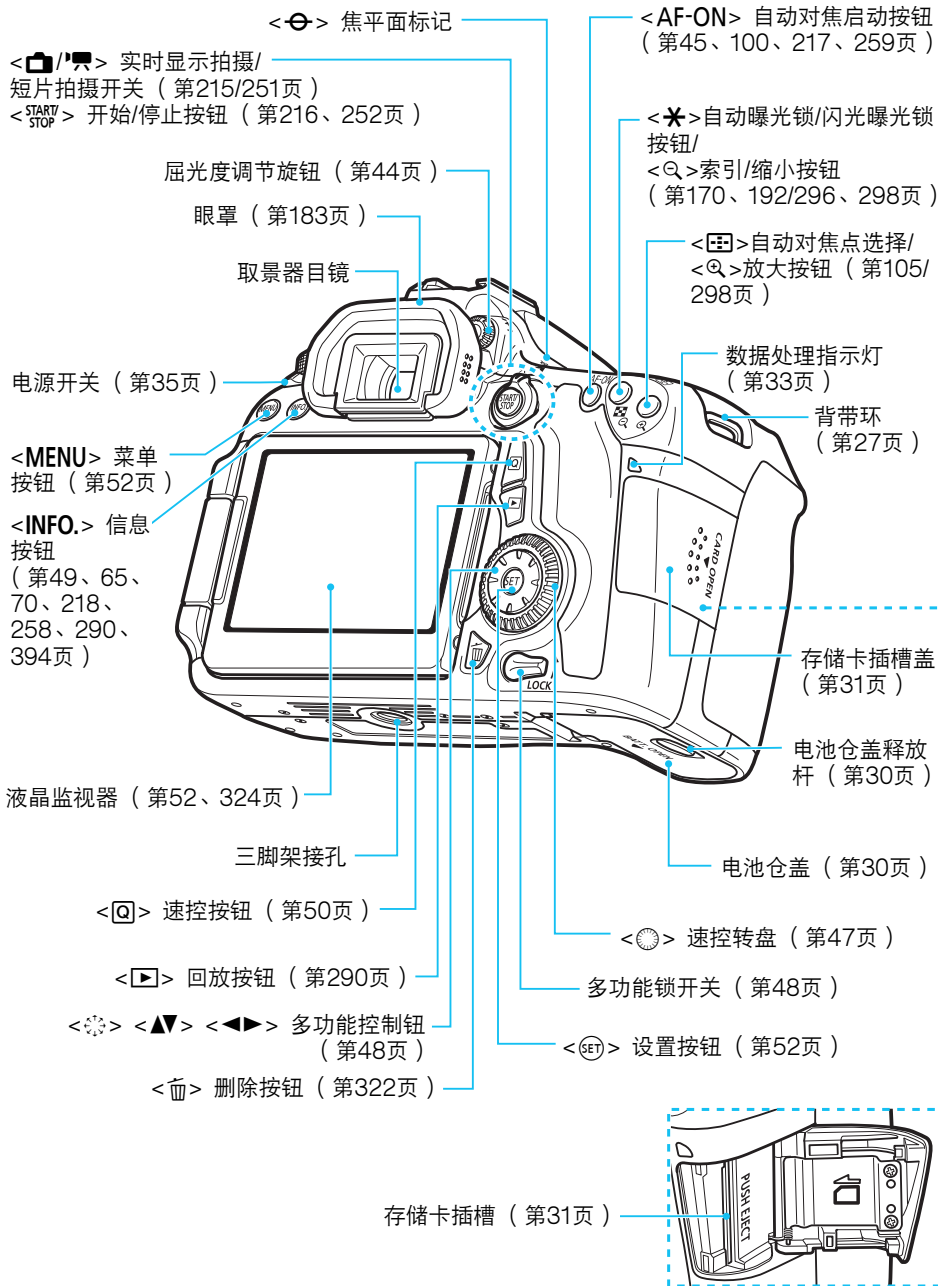 <⊖> 焦平面标记
<📷/🎥> 实时显示拍摄/
短片拍摄开关（第215/251页）
<START/STOP> 开始/停止按钮（第216、252页）
屈光度调节旋钮（第44页）
眼罩（第183页）
取景器目镜
电源开关（第35页）
<MENU> 菜单
按钮（第52页）
<INFO.> 信息
按钮
（第49、65、
70、218、
258、290、
394页）
液晶监视器（第52、324页）
三脚架接孔
<Q> 速控按钮（第50页）
<▶> 回放按钮（第290页）
<> <▲▼> <◀▶> 多功能控制钮
（第48页）
<🗑> 删除按钮（第322页）
<AF-ON> 自动对焦启动按钮
（第45、100、217、259页）
<✱>自动曝光锁/闪光曝光锁
按钮/
<🔍>索引/缩小按钮
（第170、192/296、298页）
<>自动对焦点选择/
<🔍>放大按钮（第105/
298页）
数据处理指示灯
（第33页）
背带环
（第27页）
存储卡插槽盖
（第31页）
电池仓盖释放
杆（第30页）
电池仓盖（第30页）
<> 速控转盘（第47页）
多功能锁开关（第48页）
<SET> 设置按钮（第52页）
存储卡插槽（第31页）
MENU
INFO
START/
STOP
AF-ON
Q
SET
LOCK
CARD OPEN
PUSH EJECT